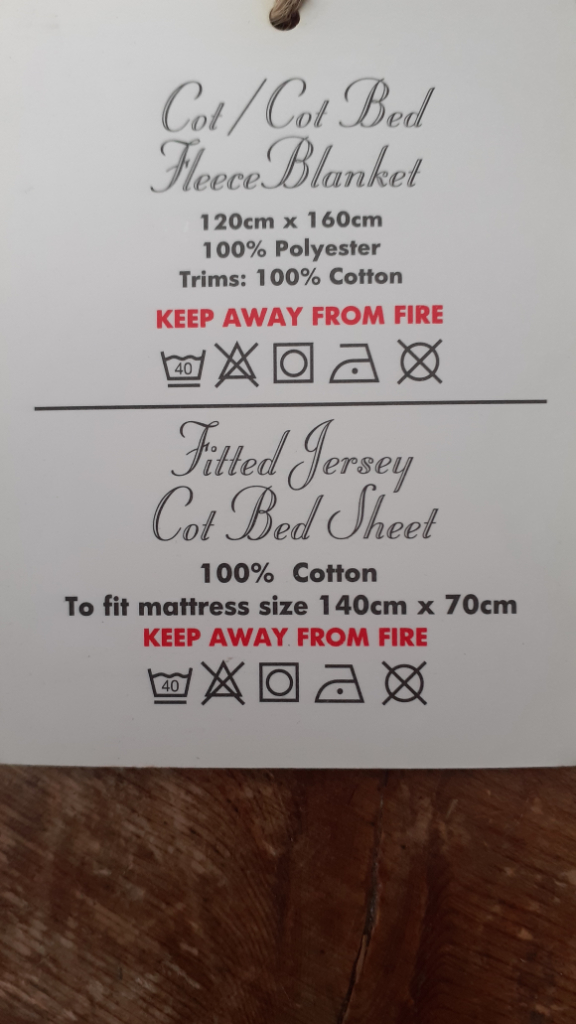 Cot / Cot Bed
Fleece Blanket
120cm x 160cm
100% Polyester
Trims: 100% Cotton
KEEP AWAY FROM FIRE
40
Fitted Jersey
Cot Bed Sheet
100% Cotton
To fit mattress size 140cm x 70cm
KEEP AWAY FROM FIRE
40